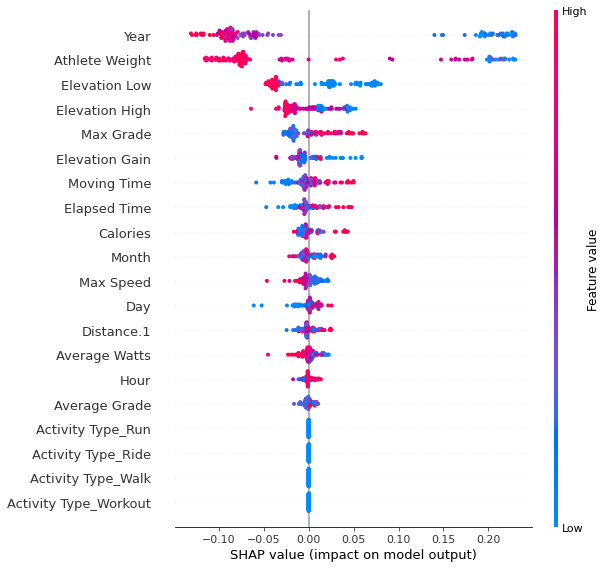 High
Year
Athlete Weight
Elevation Low
Elevation High
Max Grade
Elevation Gain
Moving Time
Elapsed Time
Calories
Month
Max Speed
Day
Distance.1
Average Watts
Hour
Average Grade
Activity Type_Run
Activity Type_Ride
Activity Type_Walk
Activity Type_Workout
Feature value
Low
−0.10 −0.05 0.00 0.05 0.10 0.15 0.20
SHAP value (impact on model output)